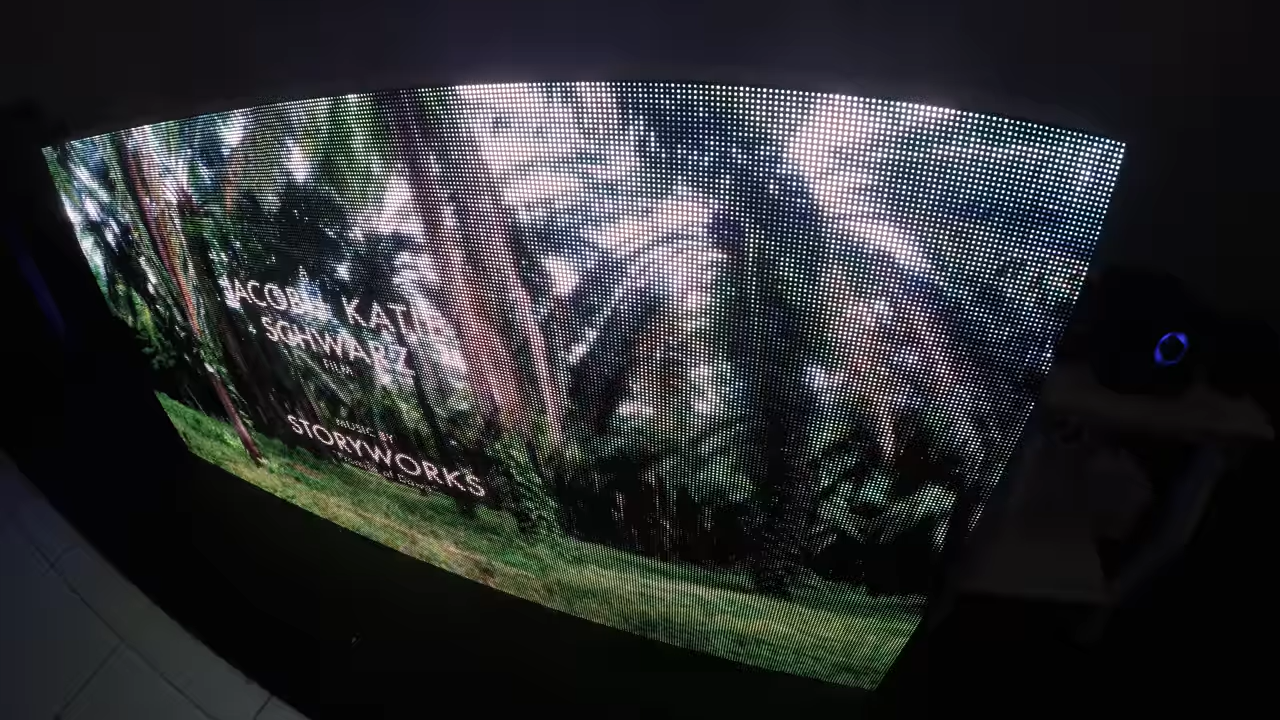 JACOB + KATIE
SCHWARZ
FILM
MUSIC BY
STORYWORKS